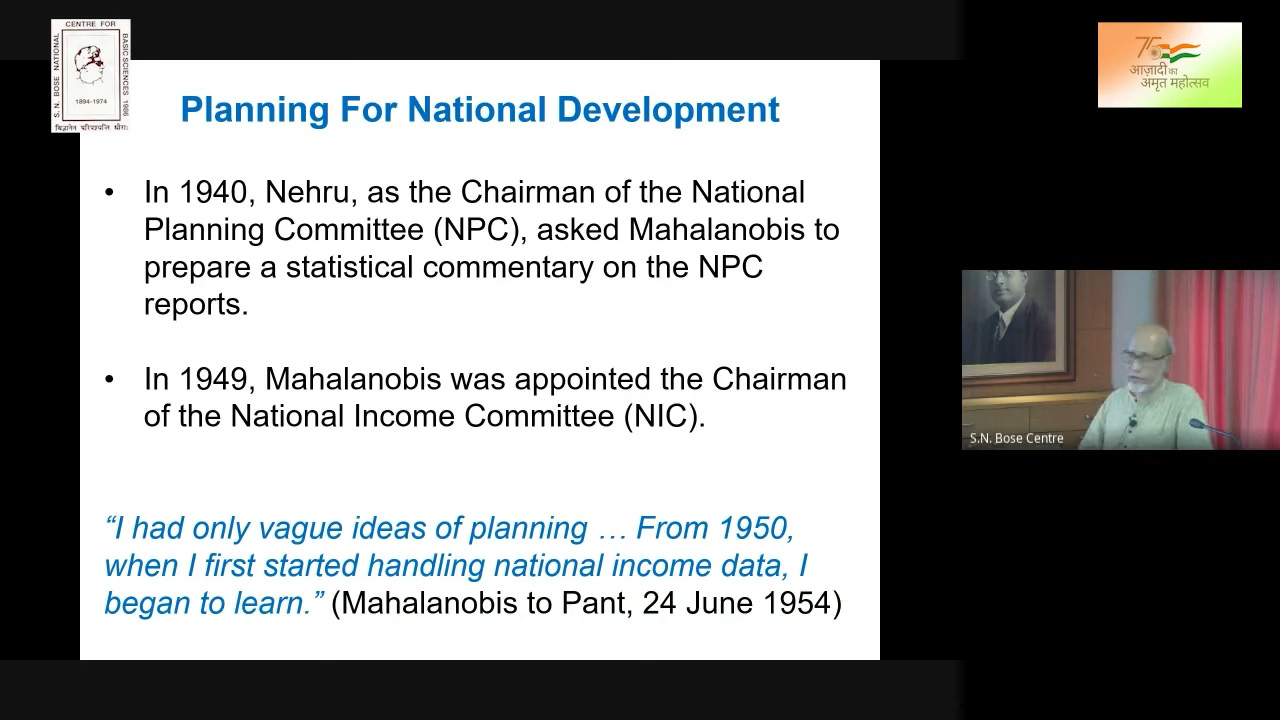 CENTRE FOR
S. N. BOSE NATIONAL
BASIC SCIENCES 1986
1894-1974
75
आज़ादी का
अमृत महोत्सव
Planning For National Development
• In 1940, Nehru, as the Chairman of the National
Planning Committee (NPC), asked Mahalanobis to
prepare a statistical commentary on the NPC
reports.
• In 1949, Mahalanobis was appointed the Chairman
of the National Income Committee (NIC).
“I had only vague ideas of planning … From 1950,
when I first started handling national income data, I
began to learn.” (Mahalanobis to Pant, 24 June 1954)
S.N. Bose Centre